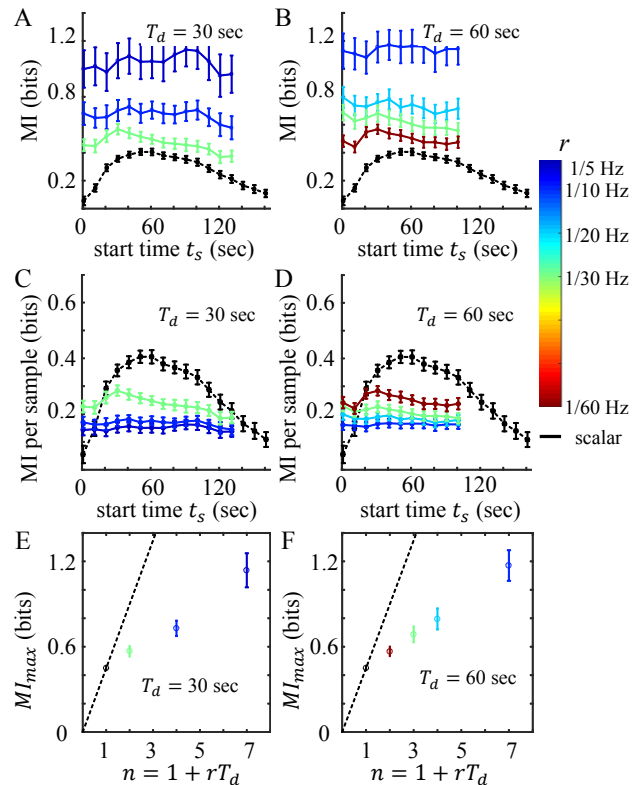 A
T_d = 30 sec
MI (bits)
1.2
0.8
0.2
0 60 120
start time t_s (sec)
B
T_d = 60 sec
MI (bits)
1.2
0.8
0.2
0 60 120
start time t_s (sec)
r
1/5 Hz
1/10 Hz
1/20 Hz
1/30 Hz
1/60 Hz
scalar
C
T_d = 30 sec
MI per sample (bits)
0.6
0.4
0.2
0 60 120
start time t_s (sec)
D
T_d = 60 sec
MI per sample (bits)
0.6
0.4
0.2
0 60 120
start time t_s (sec)
E
MI_max (bits)
1.2
0.6
0
T_d = 30 sec
1 3 5 7
n = 1 + rT_d
F
MI_max (bits)
1.2
0.6
0
T_d = 60 sec
1 3 5 7
n = 1 + rT_d